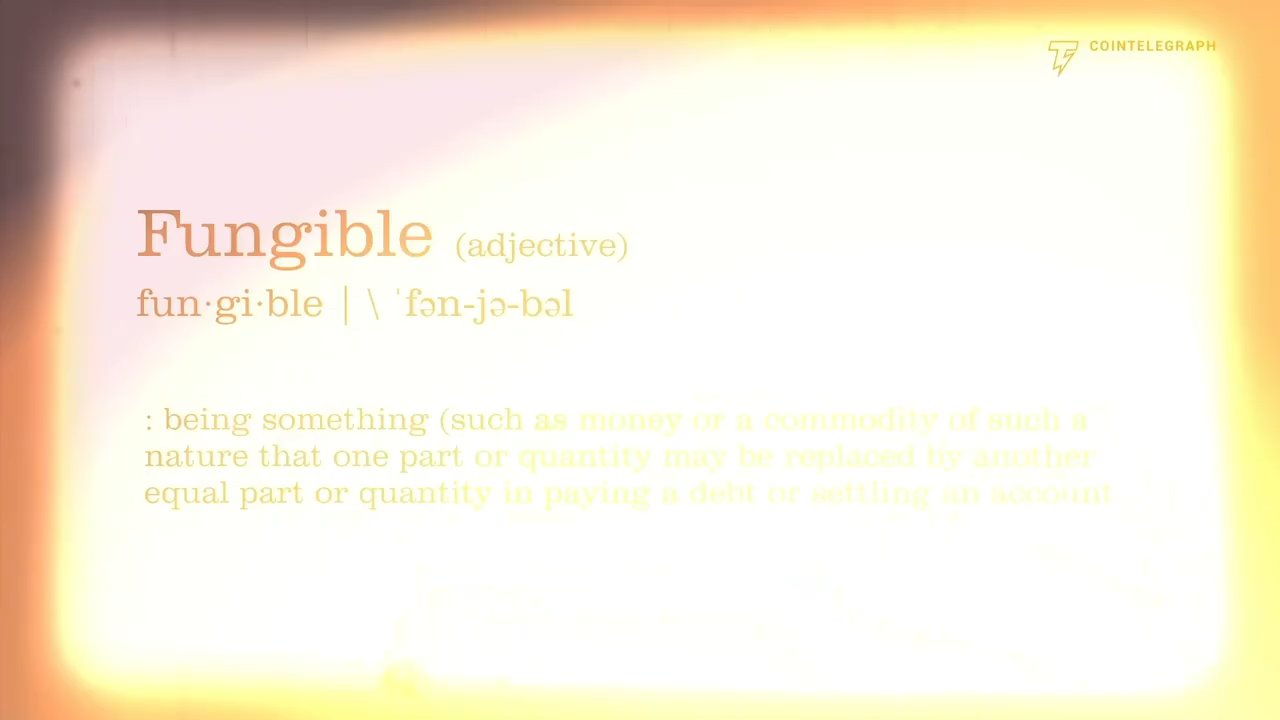 COINTELEGRAPH
Fungible (adjective)
fun·gi·ble | \ ˈfən-jə-bəl
: being something (such as money or a commodity of such a
nature that one part or quantity may be replaced by another
equal part or quantity in paying a debt or settling an account